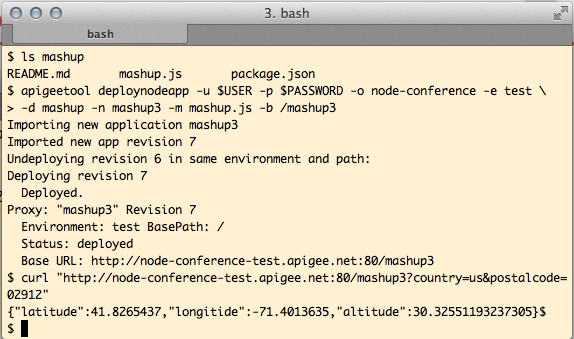 3. bash
bash
$ ls mashup
README.md mashup.js package.json
$ apigeetool deploynodeapp -u $USER -p $PASSWORD -o node-conference -e test \
> -d mashup -n mashup3 -m mashup.js -b /mashup3
Importing new application mashup3
Imported new app revision 7
Undeploying revision 6 in same environment and path:
Deploying revision 7
Deployed.
Proxy: "mashup3" Revision 7
Environment: test BasePath: /
Status: deployed
Base URL: http://node-conference-test.apigee.net:80/mashup3
$ curl "http://node-conference-test.apigee.net:80/mashup3?country=us&postalcode=
02912"
{"latitude":41.8265437,"longitide":-71.4013635,"altitude":30.32551193237305}$
$